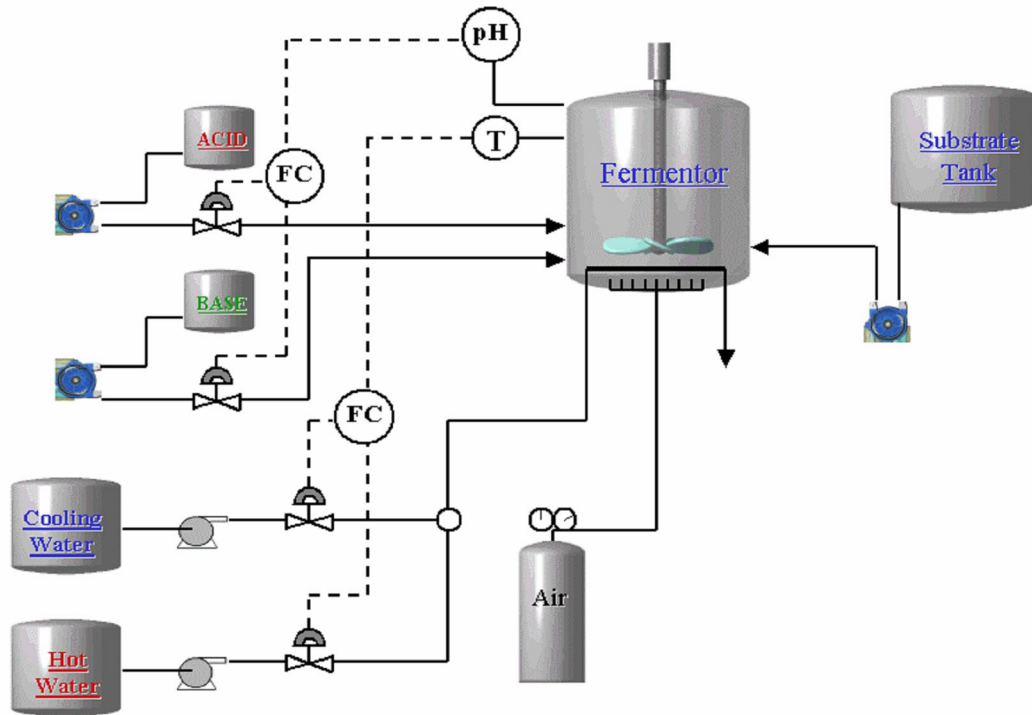 pH
ACID
FC
T
Fermentor
Substrate
Tank
BASE
FC
Cooling
Water
Hot
Water
Air